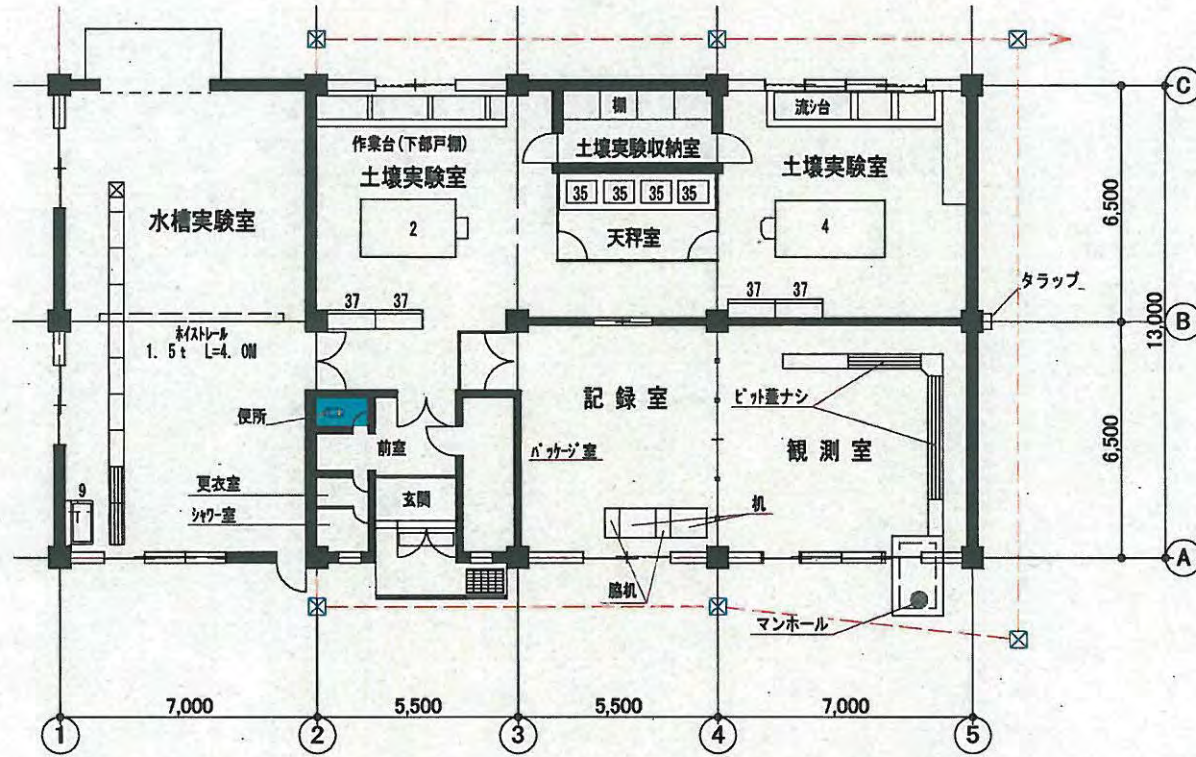 C
棚
流シ台
作業台(下部戸棚)
土壌実験収納室
土壌実験室
土壌実験室
35 35 35 35
水槽実験室
2
天秤室
4
6,500
タラップ
37 37
37 37
B
ホイストレール
1. 5t L=4. 0M
13,000
記録室
ピット蓋ナシ
便所
前室
パッケージ室
観測室
6,500
更衣室
9
玄関
シャワー室
机
A
脇机
マンホール
7,000
5,500
5,500
7,000
1
2
3
4
5